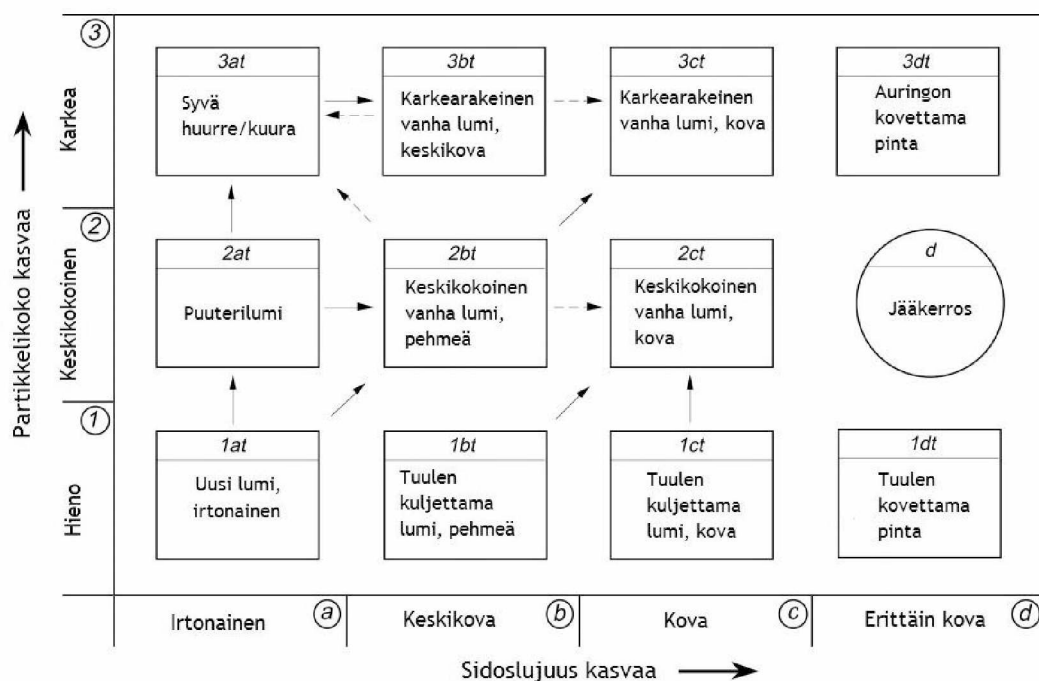 Partikkelikoko kasvaa
3
Karkea
2
Keskikokoinen
1
Hieno
3at
Syvä
huurre/kuura
3bt
Karkearakeinen
vanha lumi,
keskikova
3ct
Karkearakeinen
vanha lumi, kova
3dt
Auringon
kovettama
pinta
2at
Puuterilumi
2bt
Keskikokoinen
vanha lumi,
pehmeä
2ct
Keskikokoinen
vanha lumi,
kova
d
Jääkerros
1at
Uusi lumi,
irtonainen
1bt
Tuulen
kuljettama
lumi, pehmeä
1ct
Tuulen
kuljettama
lumi, kova
1dt
Tuulen
kovettama
pinta
Irtonainen
a
Keskikova
b
Kova
c
Erittäin kova
d
Sidoslujuus kasvaa